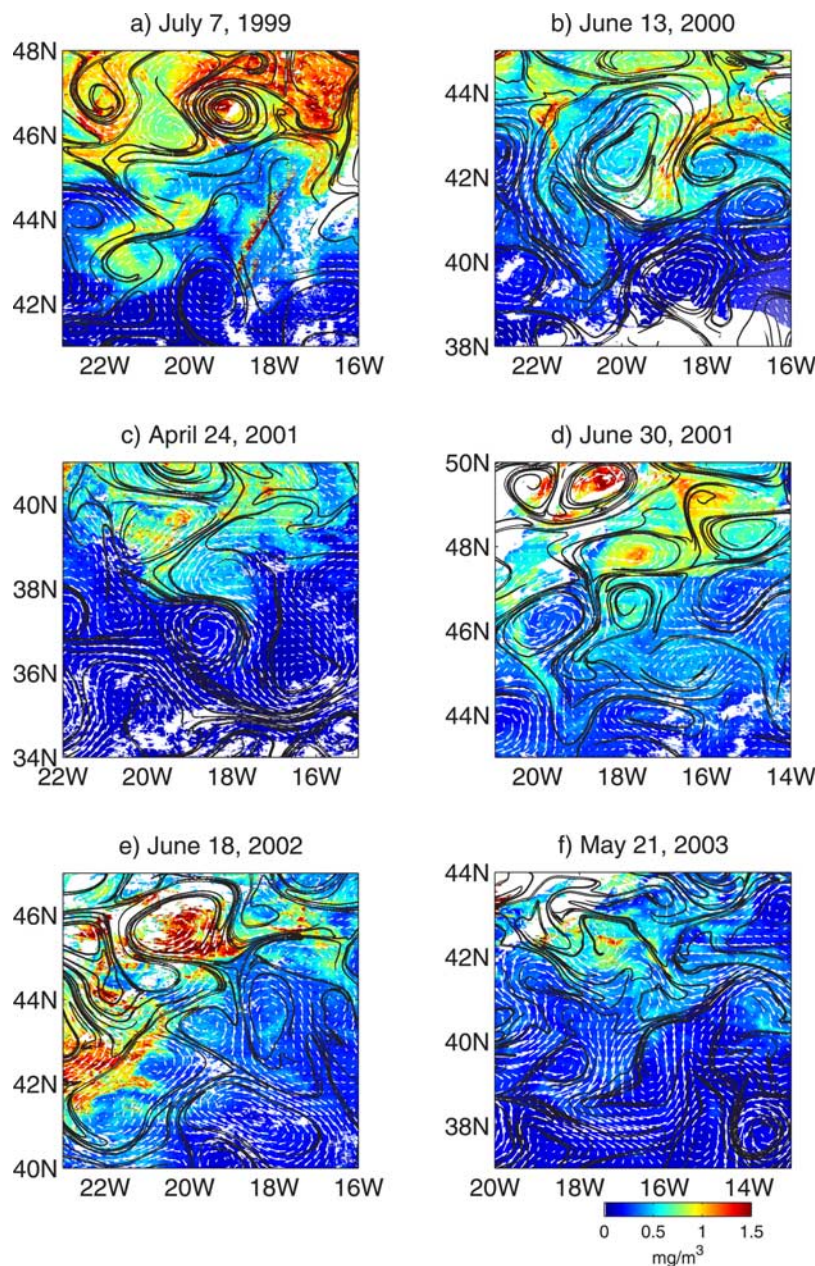 a) July 7, 1999
48N
46N
44N
42N
22W 20W 18W 16W
b) June 13, 2000
44N
42N
40N
38N
22W 20W 18W 16W
c) April 24, 2001
40N
38N
36N
34N
22W 20W 18W 16W
d) June 30, 2001
50N
48N
46N
44N
20W 18W 16W 14W
e) June 18, 2002
46N
44N
42N
40N
22W 20W 18W 16W
f) May 21, 2003
44N
42N
40N
38N
20W 18W 16W 14W
0 0.5 1 1.5
mg/m³